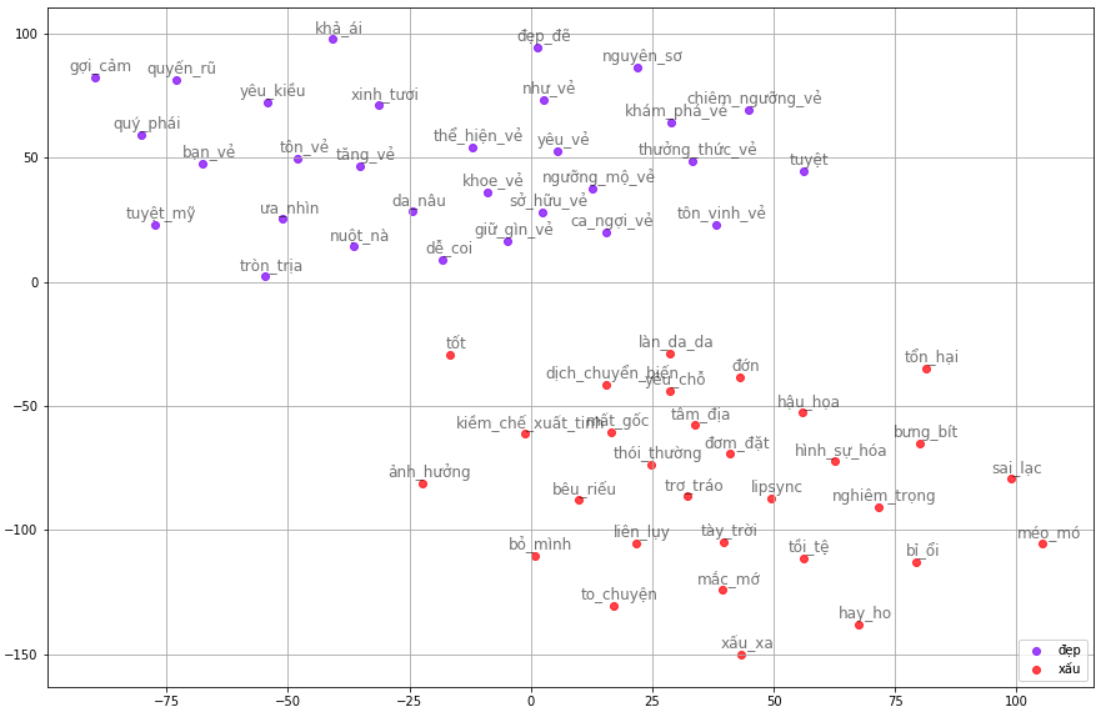 100
khả_ái
đẹp_đẽ
gợi_cảm
quyến_rũ
nguyên_sơ
yêu_kiều
xinh_tươi
như_vẻ
chiêm_ngưỡng_vẻ
khám_phá_vẻ
quý_phái
thể_hiện_vẻ
yêu_vẻ
bạn_vẻ
tôn_vẻ
tăng_vẻ
thưởng_thức_vẻ
tuyệt
50
khoe_vẻ
ngưỡng_mộ_vẻ
tuyệt_mỹ
ưa_nhìn
da_nâu
sở_hữu_vẻ
ca_ngợi_vẻ
tôn_vinh_vẻ
nuột_nà
dễ_coi
giữ_gìn_vẻ
tròn_trịa
0
tốt
làn_da_da
tổn_hại
dịch_chuyển_biến
yếu_chỗ
đớn
−50
kiềm_chế_xuất_tinh
mất_gốc
tâm_địa
hậu_họa
thói_thường
đơm_đặt
hình_sự_hóa
bưng_bít
ảnh_hưởng
bêu_riếu
trơ_tráo
lipsync
nghiêm_trọng
sai_lạc
−100
bỏ_mình
liên_lụy
tày_trời
tồi_tệ
bỉ_ổi
méo_mó
to_chuyện
mắc_mớ
hay_ho
−150
xấu_xa
đẹp
xấu
−75
−50
−25
0
25
50
75
100